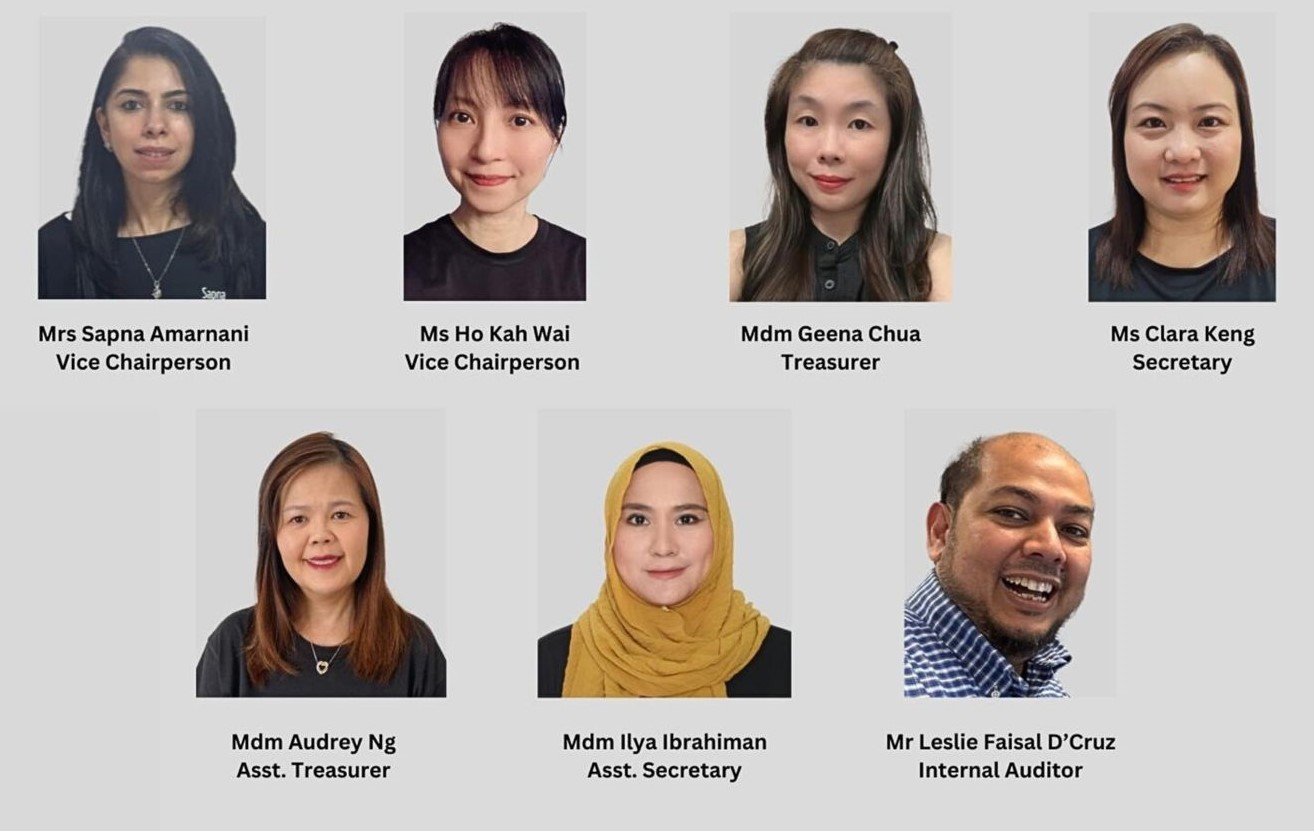 Sapna
Mrs Sapna Amarnani
Vice Chairperson
Ms Ho Kah Wai
Vice Chairperson
Mdm Geena Chua
Treasurer
Ms Clara Keng
Secretary
Mdm Audrey Ng
Asst. Treasurer
Mdm Ilya Ibrahiman
Asst. Secretary
Mr Leslie Faisal D’Cruz
Internal Auditor